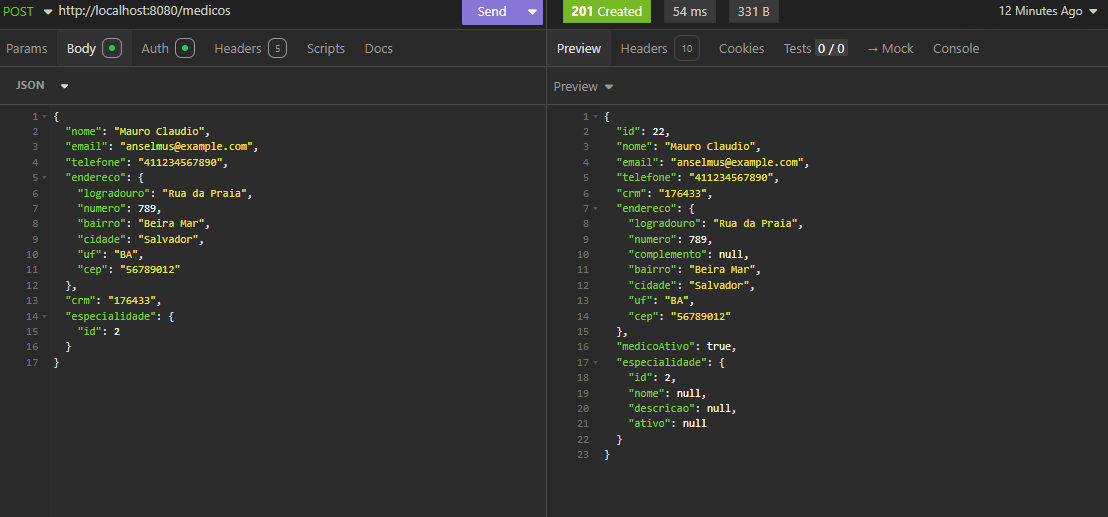 POST http://localhost:8080/medicos Send 201 Created 54 ms 331 B 12 Minutes Ago
Params Body Auth Headers 5 Scripts Docs
Preview Headers 10 Cookies Tests 0 / 0 → Mock Console
JSON
Preview
1 {
2 "nome": "Mauro Claudio",
3 "email": "anselmus@example.com",
4 "telefone": "411234567890",
5 "endereco": {
6 "logradouro": "Rua da Praia",
7 "numero": 789,
8 "bairro": "Beira Mar",
9 "cidade": "Salvador",
10 "uf": "BA",
11 "cep": "56789012"
12 },
13 "crm": "176433",
14 "especialidade": {
15 "id": 2
16 }
17 }
1 {
2 "id": 22,
3 "nome": "Mauro Claudio",
4 "email": "anselmus@example.com",
5 "telefone": "411234567890",
6 "crm": "176433",
7 "endereco": {
8 "logradouro": "Rua da Praia",
9 "numero": 789,
10 "complemento": null,
11 "bairro": "Beira Mar",
12 "cidade": "Salvador",
13 "uf": "BA",
14 "cep": "56789012"
15 },
16 "medicoAtivo": true,
17 "especialidade": {
18 "id": 2,
19 "nome": null,
20 "descricao": null,
21 "ativo": null
22 }
23 }